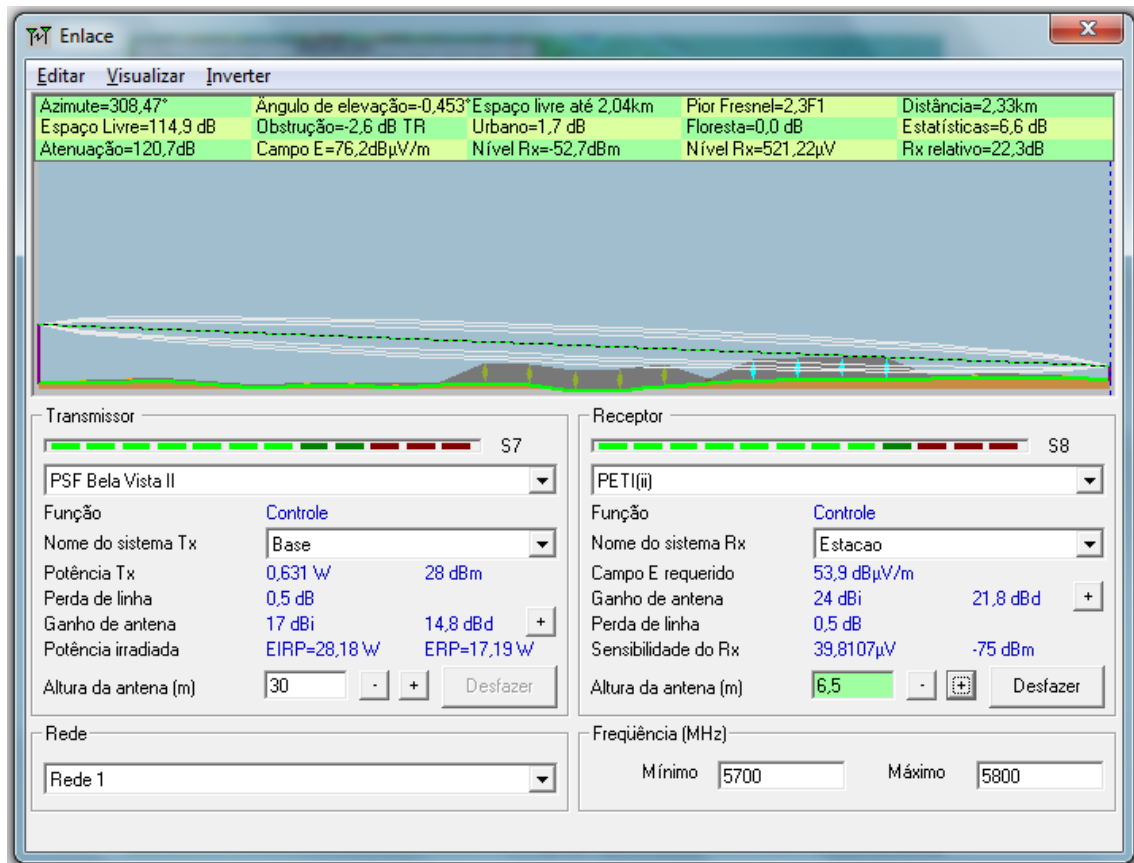 Enlace
Editar Visualizar Inverter
Azimute=308,47° Ângulo de elevação=-0,453° Espaço livre até 2,04km Pior Fresnel=2,3F1 Distância=2,33km
Espaço Livre=114,9 dB Obstrução=-2,6 dB TR Urbano=1,7 dB Floresta=0,0 dB Estatísticas=6,6 dB
Atenuação=120,7dB Campo E=76,2dBµV/m Nível Rx=-52,7dBm Nível Rx=521,22µV Rx relativo=22,3dB
Transmissor
S7
PSF Bela Vista II
Função Controle
Nome do sistema Tx Base
Potência Tx 0,631 W 28 dBm
Perda de linha 0,5 dB
Ganho de antena 17 dBi 14,8 dBd +
Potência irradiada EIRP=28,18 W ERP=17,19 W
Altura da antena (m) 30 - + Desfazer
Rede
Rede 1
Receptor
S8
PETI(ii)
Função Controle
Nome do sistema Rx Estacao
Campo E requerido 53,9 dBµV/m
Ganho de antena 24 dBi 21,8 dBd +
Perda de linha 0,5 dB
Sensibilidade do Rx 39,8107µV -75 dBm
Altura da antena (m) 6,5 - + Desfazer
Freqüência (MHz)
Mínimo 5700 Máximo 5800